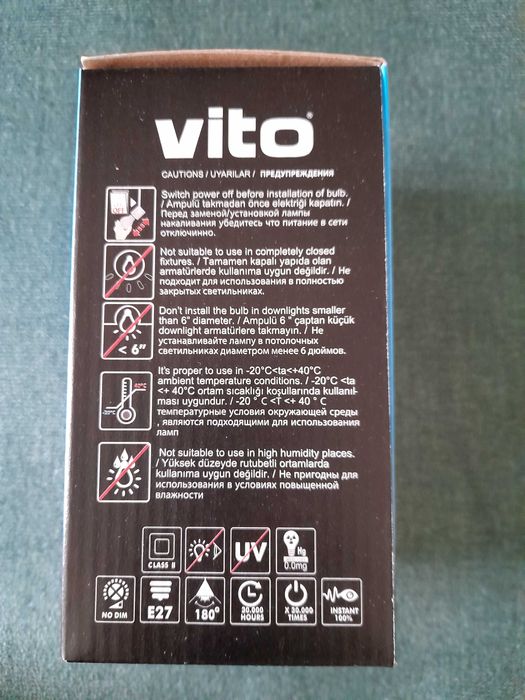 vito®
CAUTIONS / UYARILAR / ПРЕДУПРЕЖДЕНИЯ
Switch power off before installation of bulb.
/ Ampulü takmadan önce elektriği kapatın. /
Перед заменой/установкой лампы
накаливания убедитесь что питание в сети
отключинно.
Not suitable to use in completely closed
fixtures. / Tamamen kapalı yapıda olan
armatürlerde kullanıma uygun değildir. / Не
подходит для использования в полностью
закрытых светильниках.
Don't install the bulb in downlights smaller
than 6" diameter. / Ampulü 6 " çaptan küçük
downlight armatürlere takmayın. / Не
устанавливайте лампу в потолочных
светильниках диаметром менее 6 дюймов.
< 6"
It's proper to use in -20°C<ta<+40°C
ambient temperature conditions. / -20°C <ta
<+ 40°C ortam sıcaklığı koşullarında kullanıl-
ması uygundur. / -20 ° C <T <+ 40 ° C
температурные условия окружающей среды
, являются подходящими для использования
ламп
+40°C
-20°C
Not suitable to use in high humidity places.
/ Yüksek düzeyde rutubetli ortamlarda
kullanıma uygun değildir. / Не пригодны для
использования в условиях повышенной
влажности
CLASS II
UV
Hg
0.0mg
NO DIM
E27
180°
30.000
HOURS
X 30.000
TIMES
INSTANT
100%